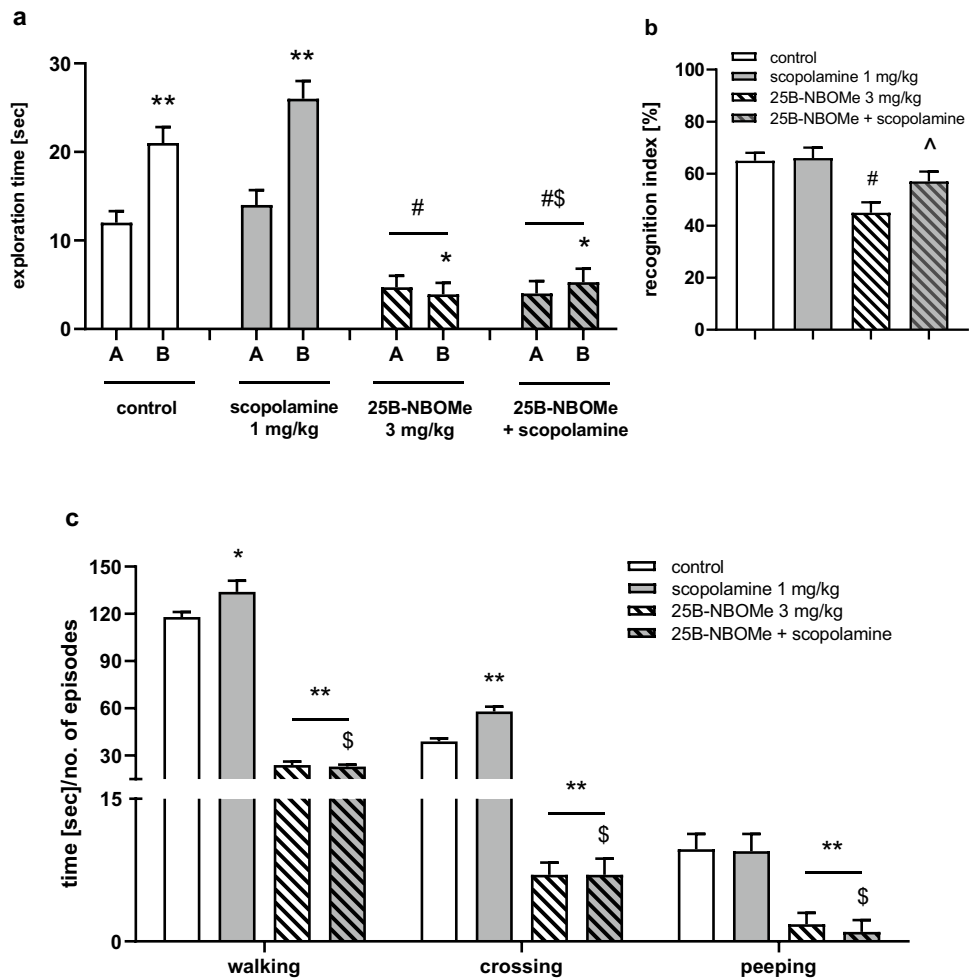 a
exploration time [sec]
30
20
10
0
**
**
#
*
#$
*
A B A B A B A B
control
scopolamine
1 mg/kg
25B-NBOMe
3 mg/kg
25B-NBOMe
+ scopolamine
b
recognition index [%]
100
80
60
40
20
0
control
scopolamine 1 mg/kg
25B-NBOMe 3 mg/kg
25B-NBOMe + scopolamine
#
^
c
time [sec]/no. of episodes
150
120
90
60
30
15
0
control
scopolamine 1 mg/kg
25B-NBOMe 3 mg/kg
25B-NBOMe + scopolamine
*
**
$
**
**
$
**
$
walking crossing peeping